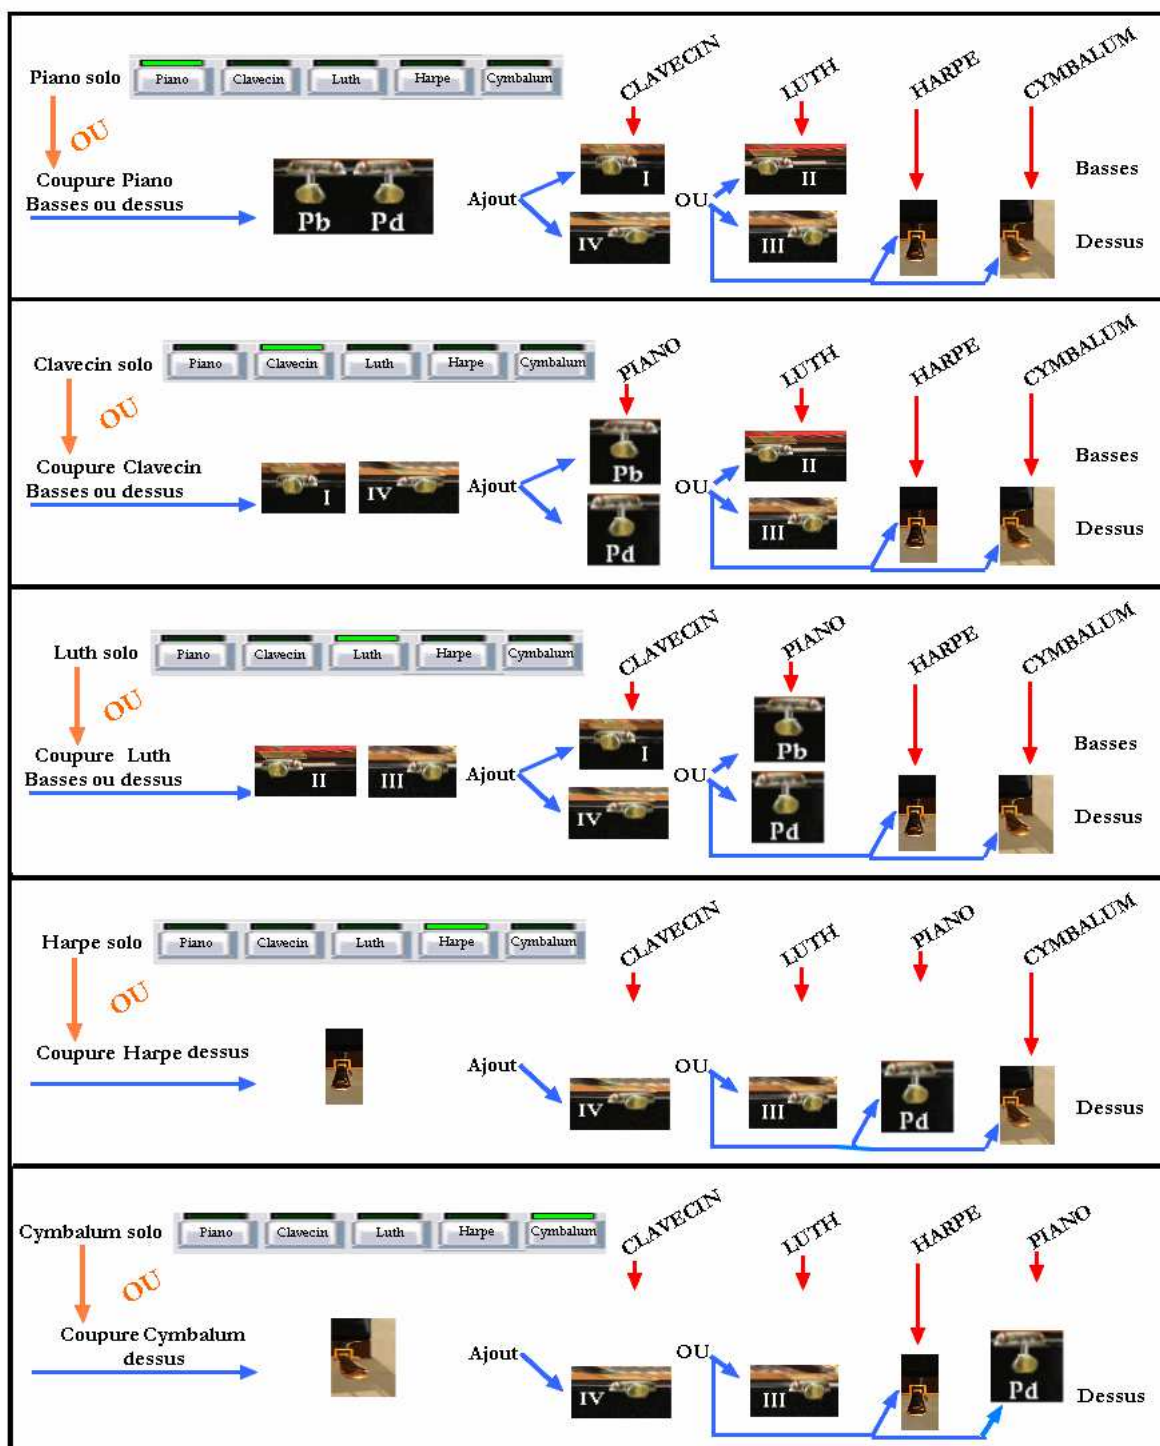 CLAVECIN
LUTH
HARPE
CYMBALUM
Piano solo
Piano Clavecin Luth Harpe Cymbalum
OU
Coupure Piano
Basses ou dessus
Pb Pd
Ajout
I
IV
OU
II
III
Basses
Dessus
PIANO
LUTH
HARPE
CYMBALUM
Clavecin solo
Piano Clavecin Luth Harpe Cymbalum
OU
Coupure Clavecin
Basses ou dessus
I IV
Ajout
Pb
Pd
OU
II
III
Basses
Dessus
CLAVECIN
PIANO
HARPE
CYMBALUM
Luth solo
Piano Clavecin Luth Harpe Cymbalum
OU
Coupure Luth
Basses ou dessus
II III
Ajout
I
IV
OU
Pb
Pd
Basses
Dessus
CLAVECIN
LUTH
PIANO
CYMBALUM
Harpe solo
Piano Clavecin Luth Harpe Cymbalum
OU
Coupure Harpe dessus
Ajout
IV
OU
III
Pd
Dessus
CLAVECIN
LUTH
HARPE
PIANO
Cymbalum solo
Piano Clavecin Luth Harpe Cymbalum
OU
Coupure Cymbalum
dessus
Ajout
IV
OU
III
Pd
Dessus